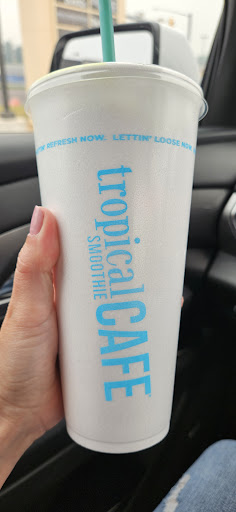 REFRESH NOW. LETTIN' LOOSE NOW.
tropical
SMOOTHIE
CAFE